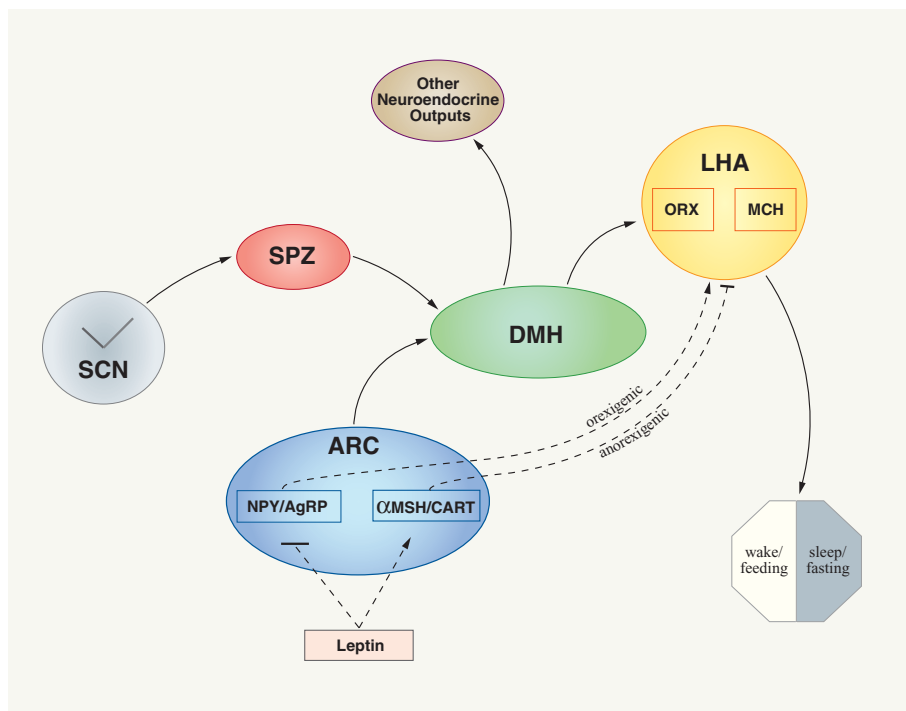 Other
Neuroendocrine
Outputs
LHA
ORX
MCH
SPZ
SCN
DMH
orexigenic
anorexigenic
ARC
NPY/AgRP
αMSH/CART
wake/
feeding
sleep/
fasting
Leptin